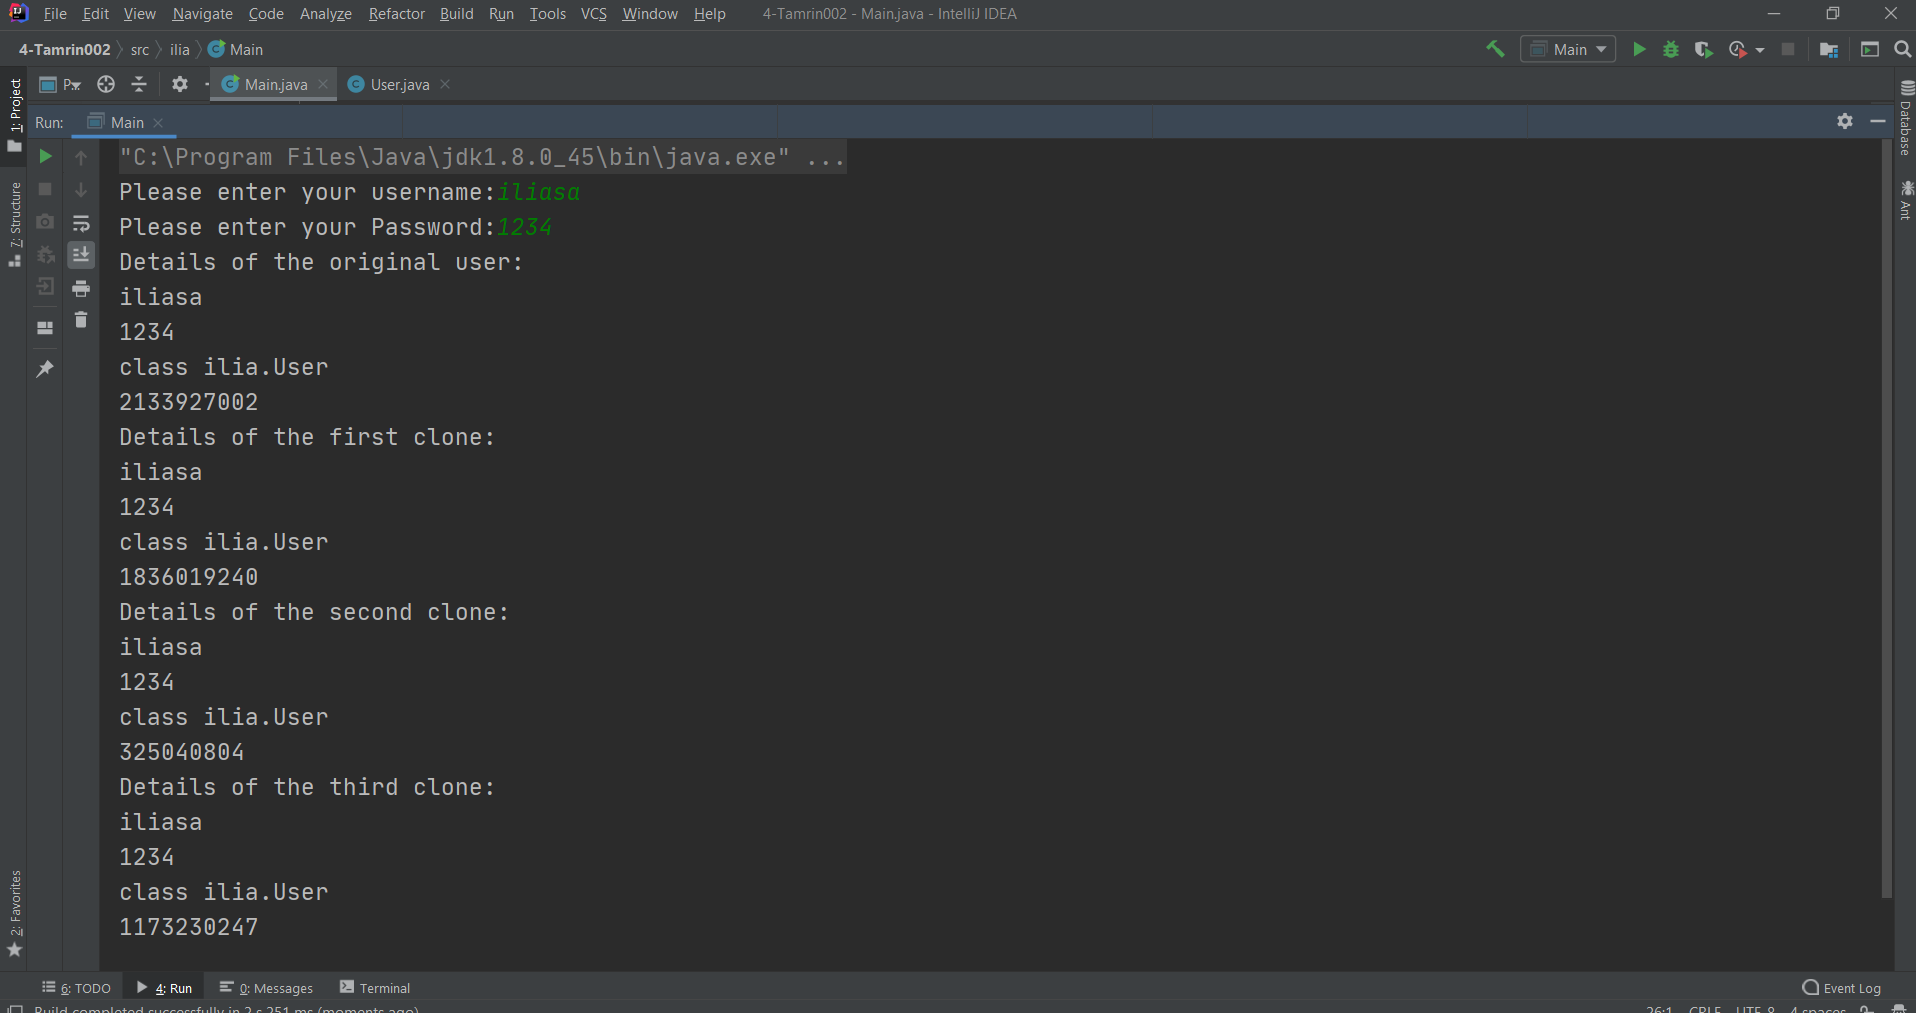 File Edit View Navigate Code Analyze Refactor Build Run Tools VCS Window Help 4-Tamrin002 - Main.java - IntelliJ IDEA
4-Tamrin002 src ilia Main Main
1: Project
P Main.java User.java
Database
Run: Main
"C:\Program Files\Java\jdk1.8.0_45\bin\java.exe" ...
Please enter your username:iliasa
Please enter your Password:1234
Details of the original user:
iliasa
1234
class ilia.User
2133927002
Details of the first clone:
iliasa
1234
class ilia.User
1836019240
Details of the second clone:
iliasa
1234
class ilia.User
325040804
Details of the third clone:
iliasa
1234
class ilia.User
1173230247
7: Structure
Ant
2: Favorites
6: TODO 4: Run 0: Messages Terminal Event Log
Build completed successfully in 2 s 251 ms (moments ago) 26:1 CRLF UTF-8 4 spaces